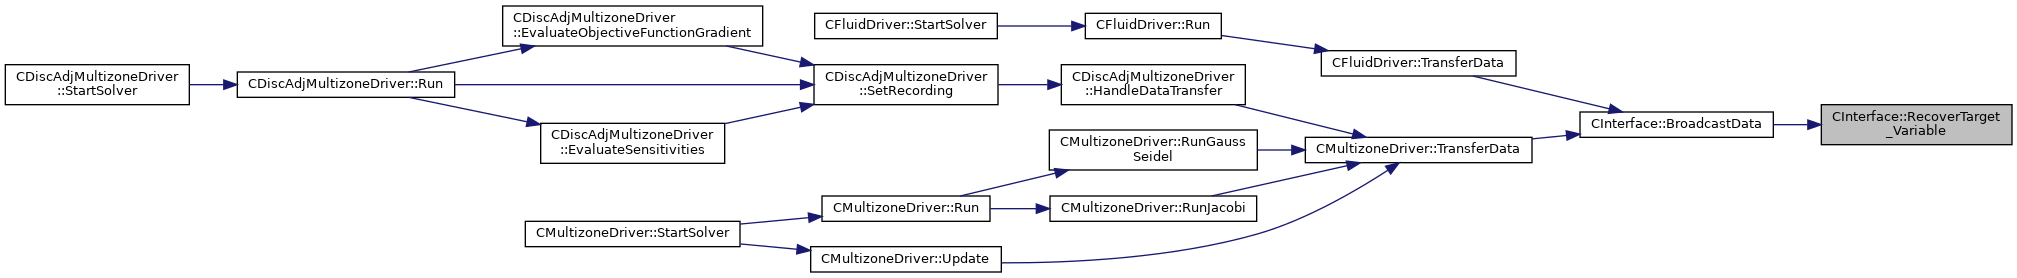 CDiscAdjMultizoneDriver
::StartSolver
CDiscAdjMultizoneDriver::Run
CDiscAdjMultizoneDriver
::EvaluateObjectiveFunctionGradient
CDiscAdjMultizoneDriver
::EvaluateSensitivities
CMultizoneDriver::StartSolver
CFluidDriver::StartSolver
CDiscAdjMultizoneDriver
::SetRecording
CMultizoneDriver::Run
CMultizoneDriver::Update
CFluidDriver::Run
CDiscAdjMultizoneDriver
::HandleDataTransfer
CMultizoneDriver::RunGauss
Seidel
CMultizoneDriver::RunJacobi
CFluidDriver::TransferData
CMultizoneDriver::TransferData
CInterface::BroadcastData
CInterface::RecoverTarget
_Variable